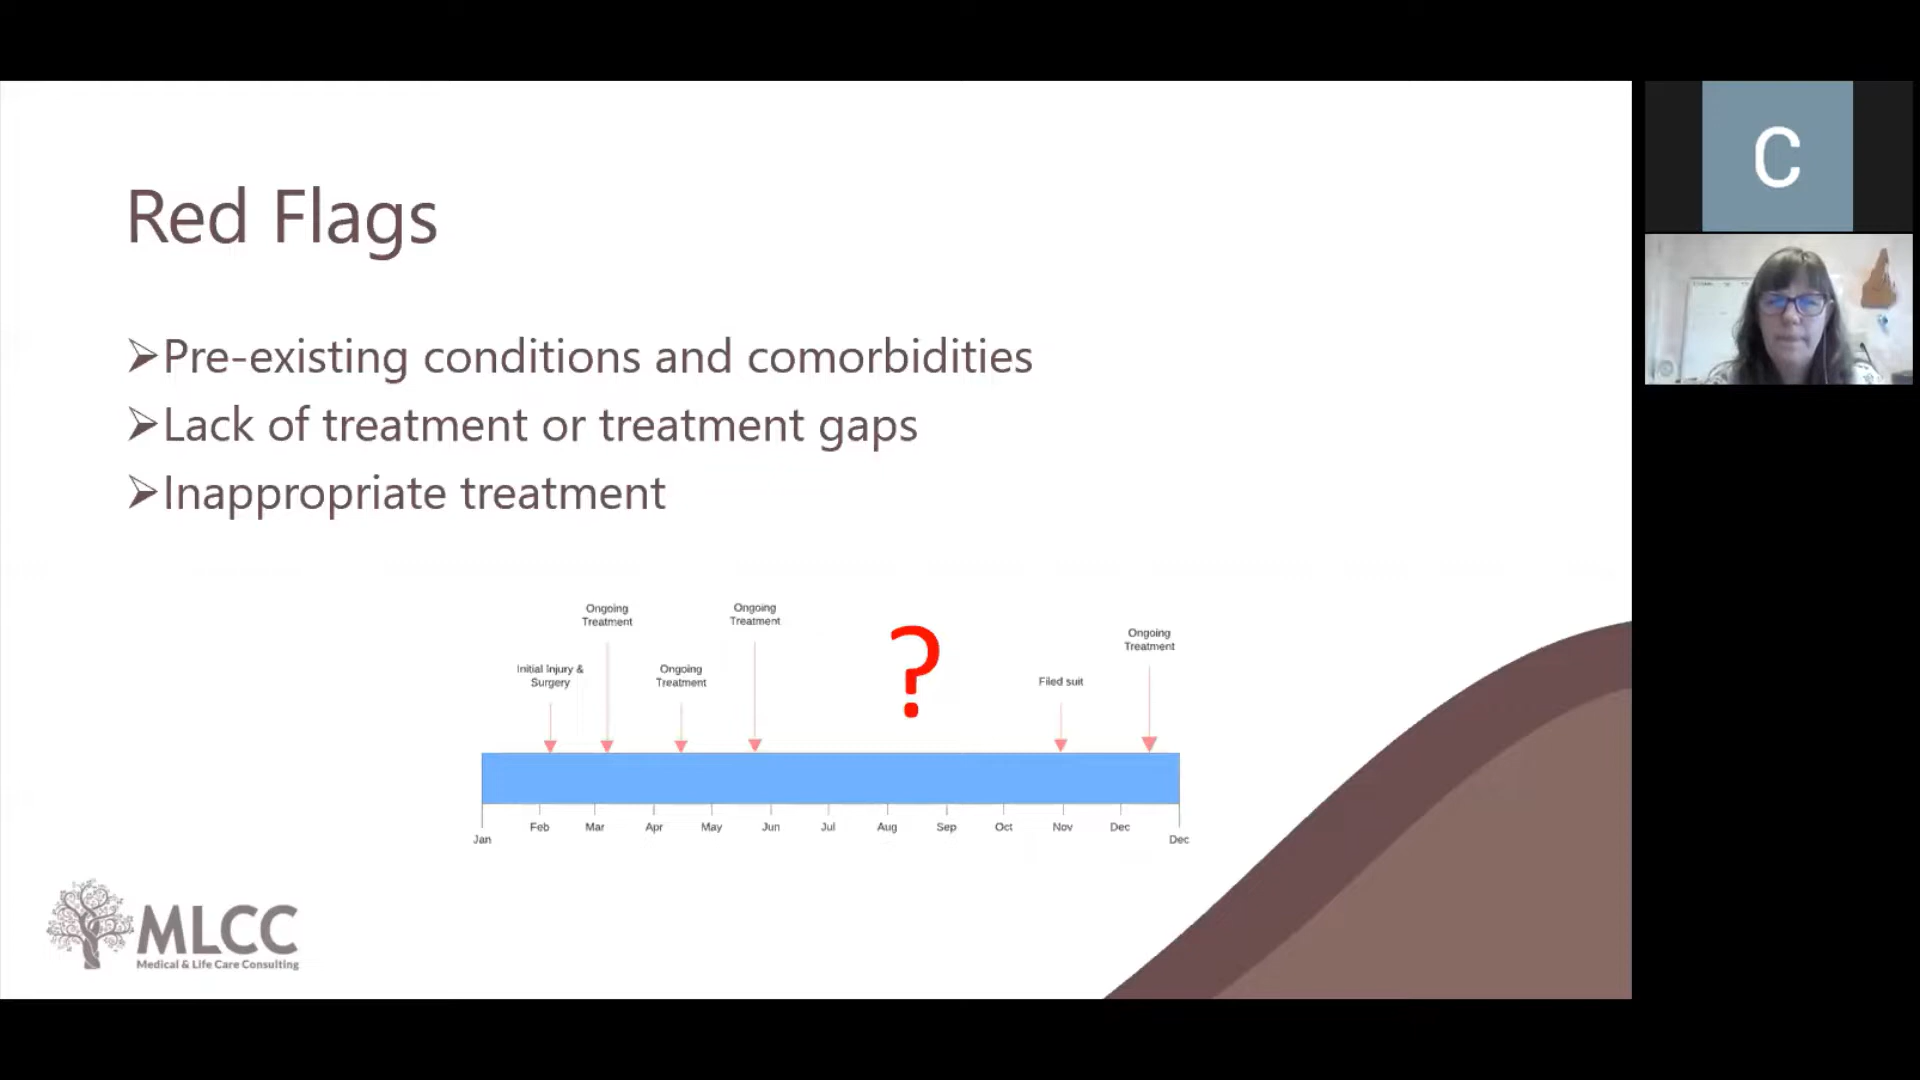 Red Flags
➢Pre-existing conditions and comorbidities
➢Lack of treatment or treatment gaps
➢Inappropriate treatment
Ongoing
Treatment
Ongoing
Treatment
Ongoing
Treatment
Initial Injury &
Surgery
Ongoing
Treatment
?
Filed suit
Jan
Feb
Mar
Apr
May
Jun
Jul
Aug
Sep
Oct
Nov
Dec
Dec
MLCC
Medical & Life Care Consulting
C